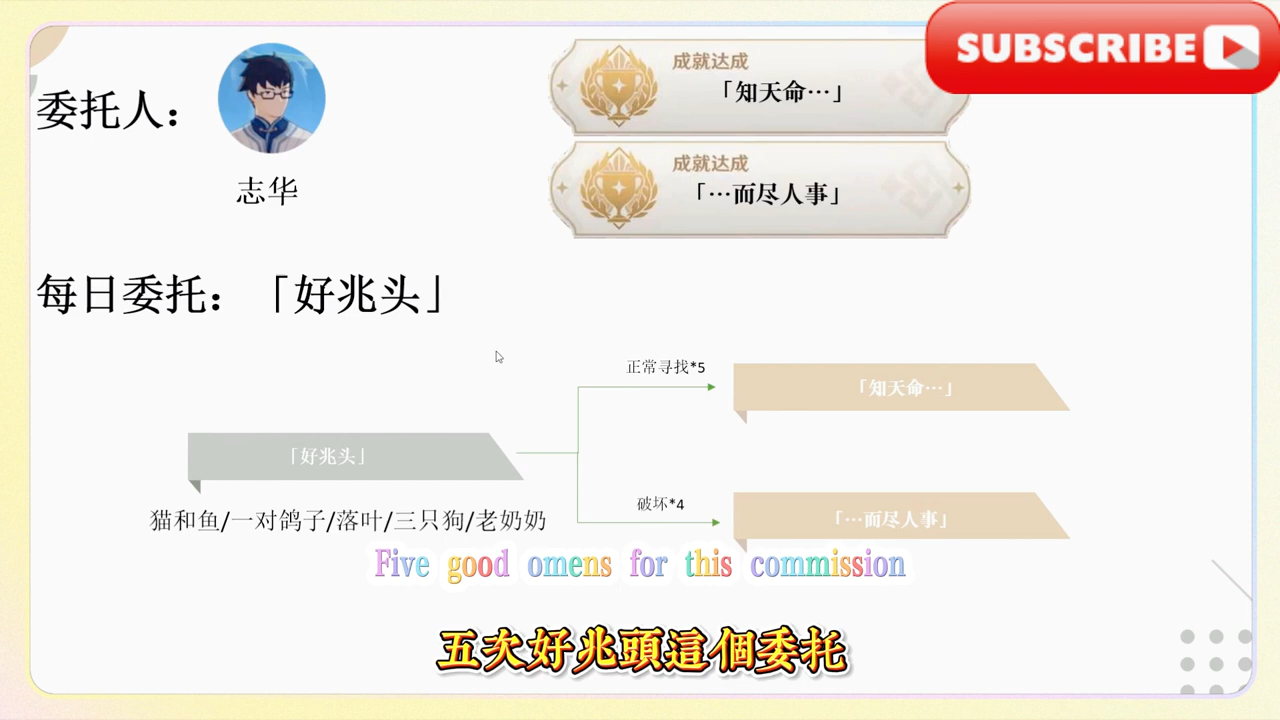 SUBSCRIBE
委托人：
志华
成就达成
「知天命…」
成就达成
「…而尽人事」
每日委托：「好兆头」
正常寻找*5
「知天命…」
「好兆头」
破坏*4
「…而尽人事」
猫和鱼/一对鸽子/落叶/三只狗/老奶奶
Five good omens for this commission
五次好兆頭這個委托